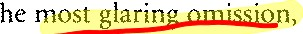 he most glaring omission,